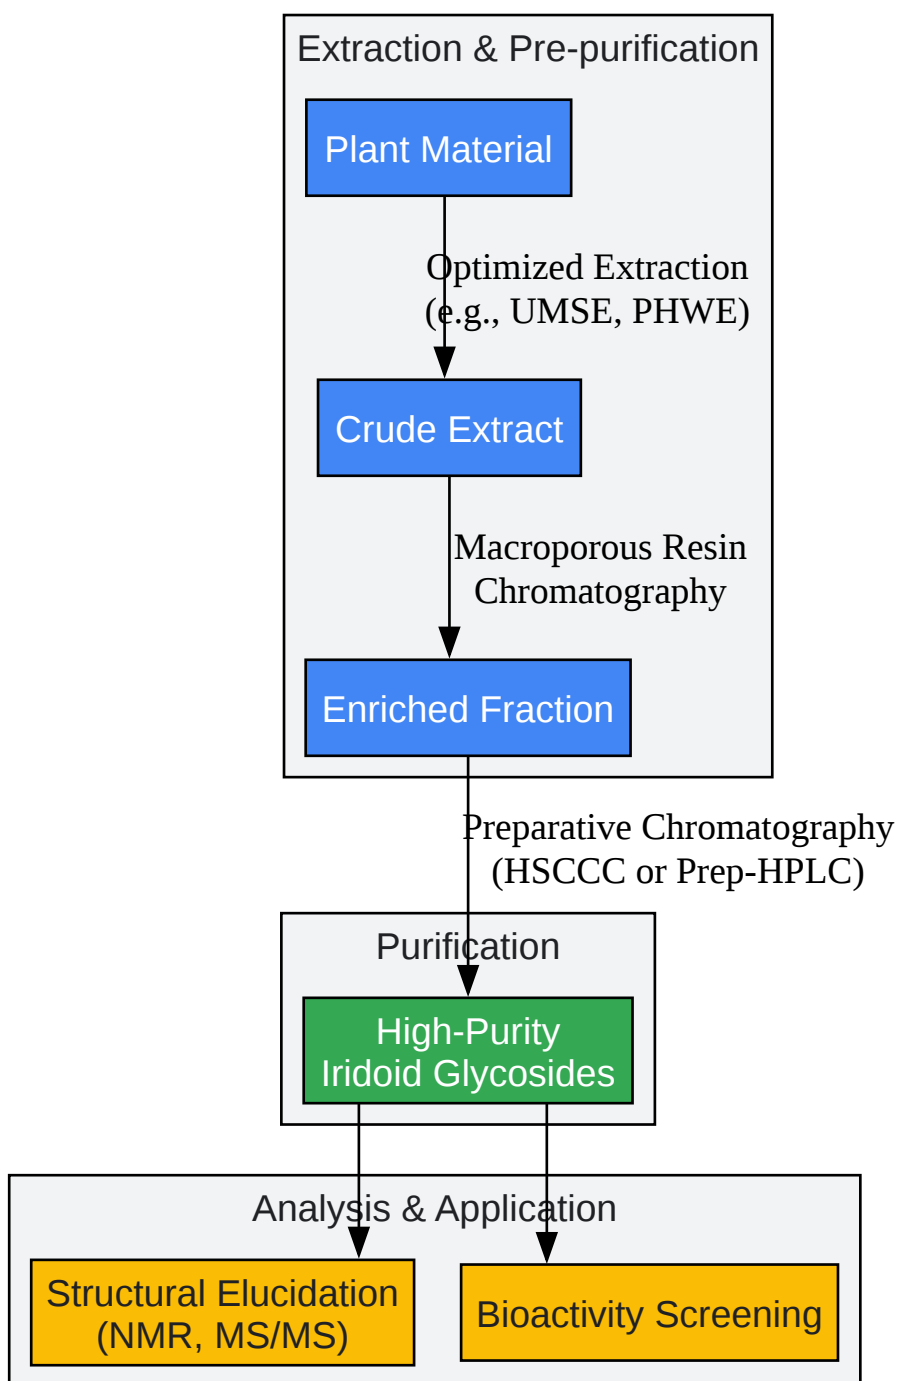 Extraction & Pre-purification
Plant Material
Optimized Extraction
(e.g., UMSE, PHWE)
Crude Extract
Macroporous Resin
Chromatography
Enriched Fraction
Preparative Chromatography
(HSCCC or Prep-HPLC)
Purification
High-Purity
Iridoid Glycosides
Analysis & Application
Structural Elucidation
(NMR, MS/MS)
Bioactivity Screening